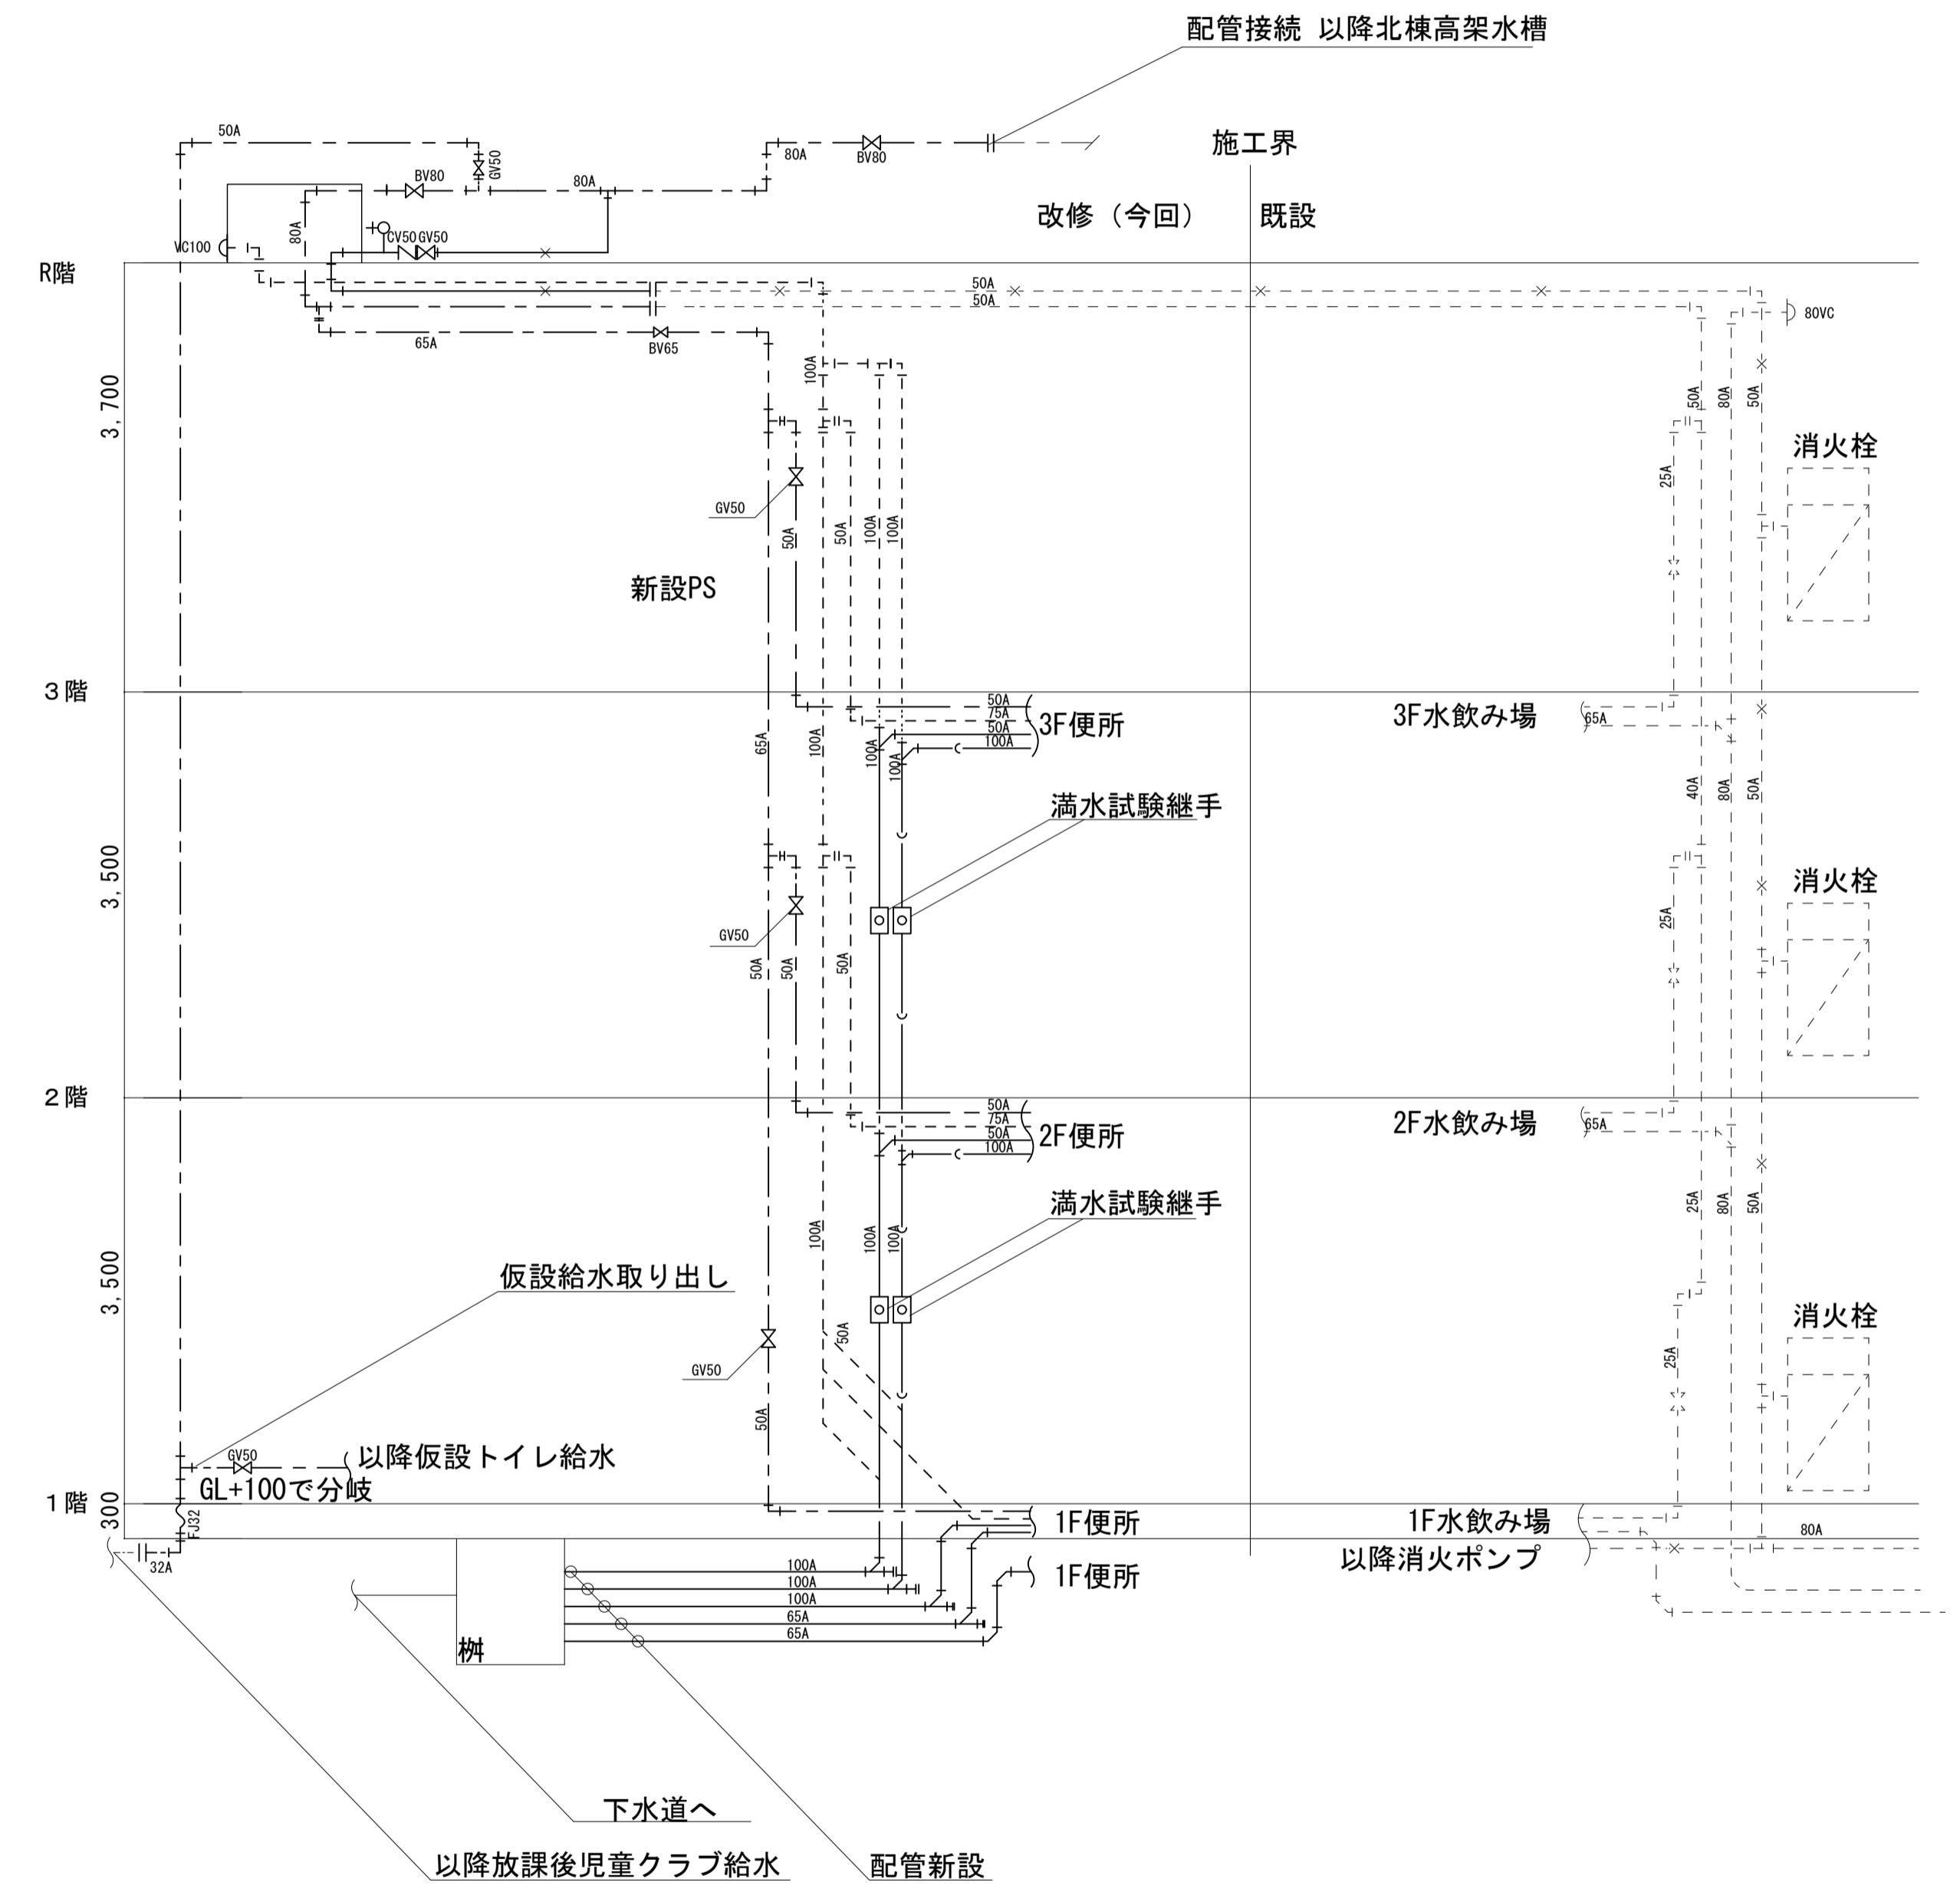 配管接続 以降北棟高架水槽
50A
GV50
80A
BV80
施工界
BV80
80A
改修（今回） 既設
80A
CV50 GV50
VC100
R階
50A
50A
80VC
65A
BV65
100A
3,700
50A
80A
50A
消火栓
25A
GV50
50A
50A
100A
100A
新設PS
3階
50A
75A
50A
100A
3F便所
3F水飲み場
65A
65A
100A
100A
100A
40A
80A
50A
満水試験継手
3,500
消火栓
25A
GV50
50A
50A
50A
2階
50A
75A
50A
100A
2F便所
2F水飲み場
65A
満水試験継手
25A
80A
50A
100A
100A
100A
仮設給水取り出し
3,500
消火栓
50A
25A
GV50
50A
GV50
以降仮設トイレ給水
GL+100で分岐
1階
300
FJ32
32A
1F便所
1F水飲み場
80A
以降消火ポンプ
1F便所
100A
100A
100A
65A
65A
桝
下水道へ
以降放課後児童クラブ給水
配管新設